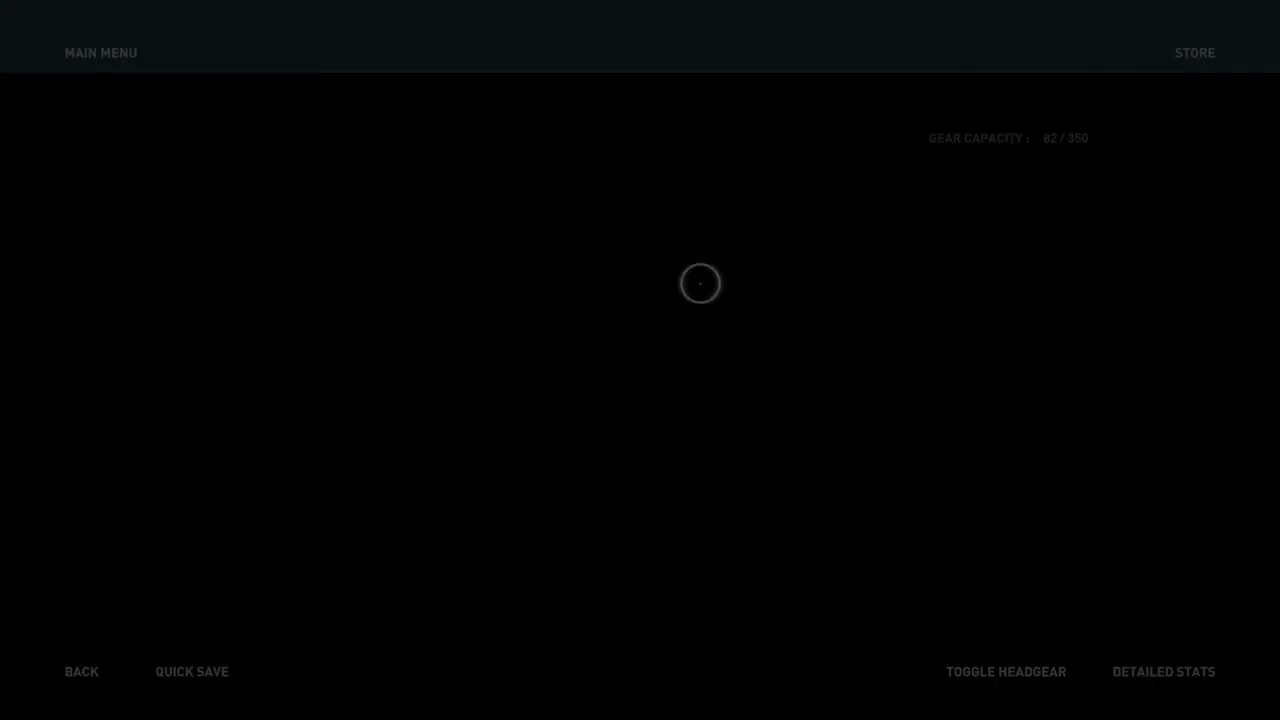 MAIN MENU
STORE
GEAR CAPACITY : 82 / 350
BACK
QUICK SAVE
TOGGLE HEADGEAR
DETAILED STATS